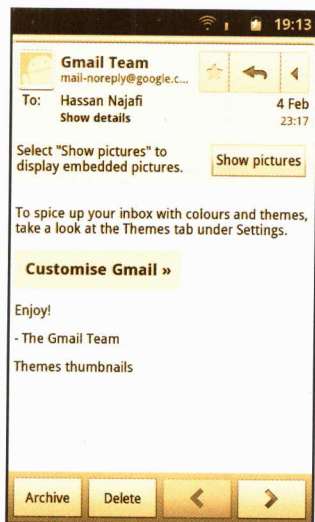 19:13
Gmail Team
mail-noreply@google.c...
To: Hassan Najafi 4 Feb
Show details 23:17
Select "Show pictures" to
display embedded pictures.
Show pictures
To spice up your inbox with colours and themes,
take a look at the Themes tab under Settings.
Customise Gmail »
Enjoy!
- The Gmail Team
Themes thumbnails
Archive Delete